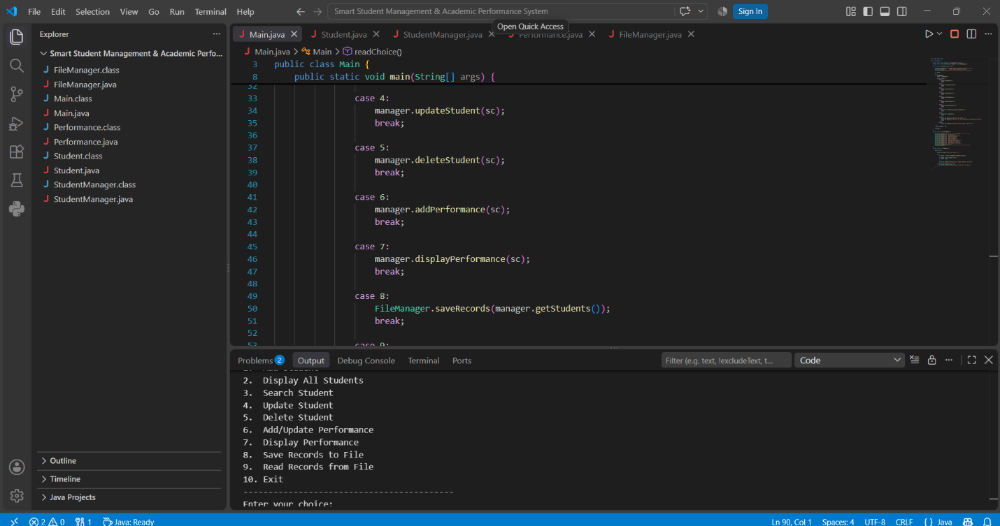 File Edit Selection View Go Run Terminal Help
Smart Student Management & Academic Performance System
Sign In
Open Quick Access
Explorer
Smart Student Management & Academic Perfo...
J FileManager.class
J FileManager.java
J Main.class
J Main.java
J Performance.class
J Performance.java
J Student.class
J Student.java
J StudentManager.class
J StudentManager.java
Outline
Timeline
Java Projects
J Main.java
J Student.java
J StudentManager.java
Performance.java
J FileManager.java
J Main.java > Main > readChoice()
3 public class Main {
8 public static void main(String[] args) {
32
33 case 4:
34 manager.updateStudent(sc);
35 break;
36
37 case 5:
38 manager.deleteStudent(sc);
39 break;
40
41 case 6:
42 manager.addPerformance(sc);
43 break;
44
45 case 7:
46 manager.displayPerformance(sc);
47 break;
48
49 case 8:
50 FileManager.saveRecords(manager.getStudents());
51 break;
52
53 case 9:
Problems 2 Output Debug Console Terminal Ports
Filter (e.g. text, !excludeText, t...
Code
2. Display All Students
3. Search Student
4. Update Student
5. Delete Student
6. Add/Update Performance
7. Display Performance
8. Save Records to File
9. Read Records from File
10. Exit
-----------------------------------------
Enter your choice:
2 0 1 Java: Ready
Ln 90, Col 1 Spaces: 4 UTF-8 CRLF {} Java